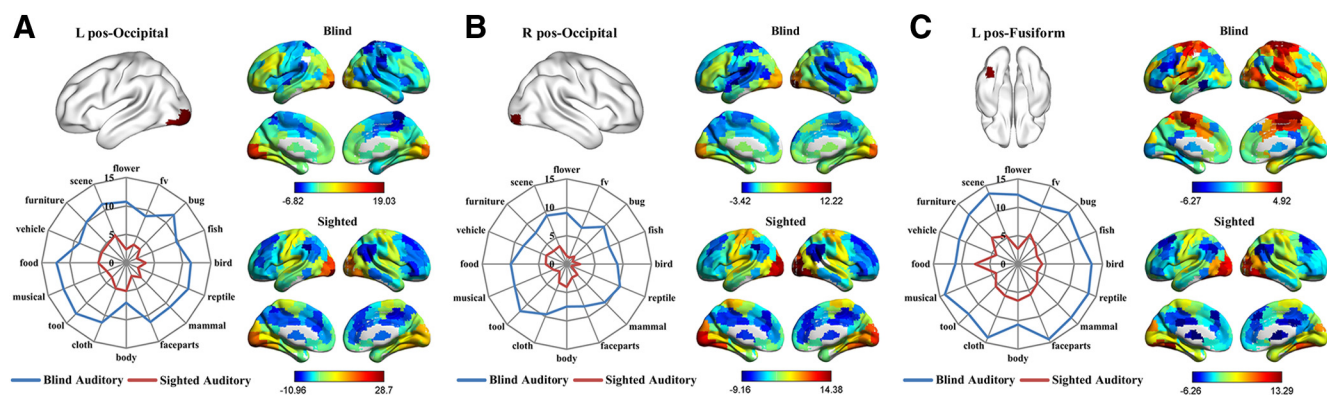 A
L pos-Occipital
Blind
-6.82 19.03
flower
fv
bug
fish
bird
reptile
mammal
faceparts
body
cloth
tool
musical
food
vehicle
furniture
scene
15
10
5
0
Sighted
-10.96 28.7
Blind Auditory Sighted Auditory
B
R pos-Occipital
Blind
-3.42 12.22
flower
fv
bug
fish
bird
reptile
mammal
faceparts
body
cloth
tool
musical
food
vehicle
furniture
scene
15
10
5
0
Sighted
-9.16 14.38
Blind Auditory Sighted Auditory
C
L pos-Fusiform
Blind
-6.27 4.92
flower
fv
bug
fish
bird
reptile
mammal
faceparts
body
cloth
tool
musical
food
vehicle
furniture
scene
15
10
5
0
Sighted
-6.26 13.29
Blind Auditory Sighted Auditory